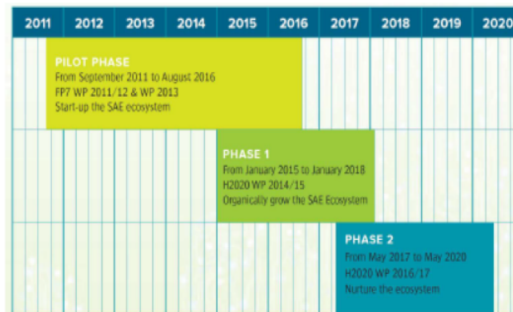 2011 2012 2013 2014 2015 2016 2017 2018 2019 2020
PILOT PHASE
From September 2011 to August 2016
FP7 WP 2011/12 & WP 2013
Start-up the SAE ecosystem
PHASE 1
From January 2015 to January 2018
H2020 WP 2014/15
Organically grow the SAE Ecosystem
PHASE 2
From May 2017 to May 2020
H2020 WP 2016/17
Nurture the ecosystem